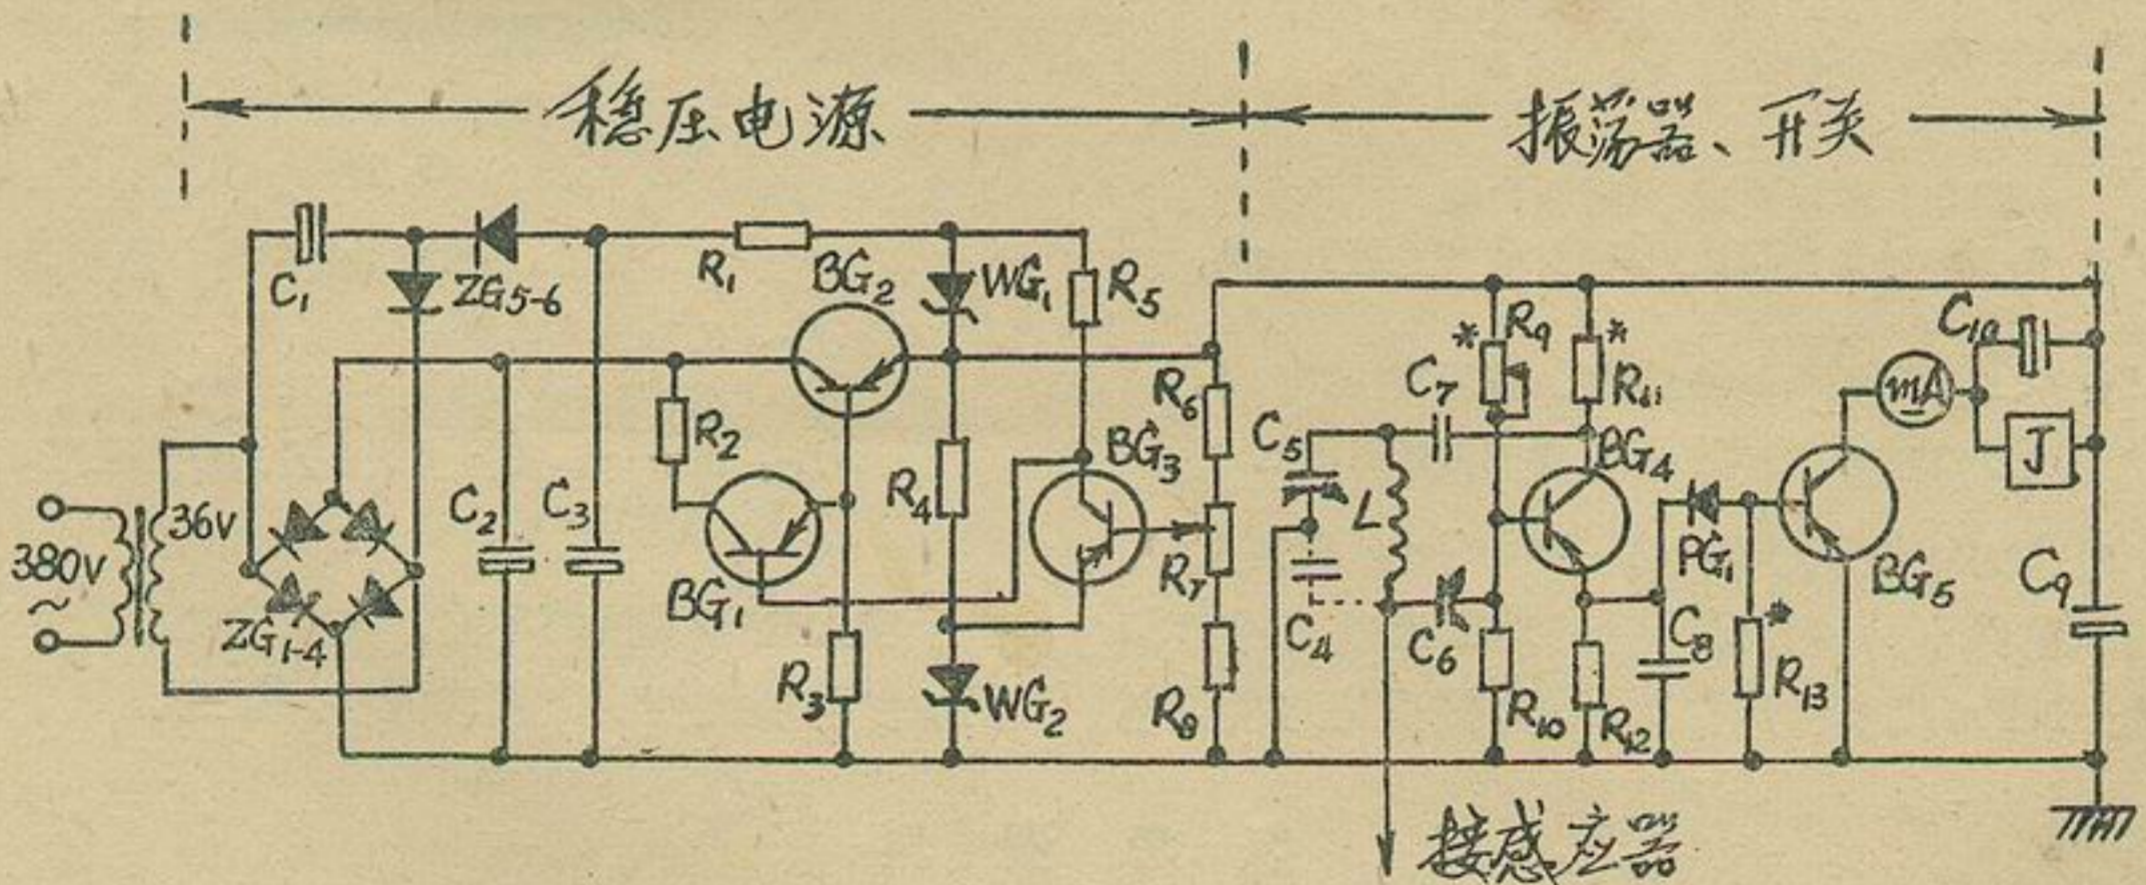 稳压电源
振荡器、开关
C₁
ZG₅₋₆
R₁
BG₂
WG₁
R₅
R₉
*
*
R₁₁
C₁₀
mA
J
R₂
C₂
C₃
BG₁
R₄
BG₃
R₆
R₇
C₅
L
C₇
BG₄
PG₁
BG₅
C₉
36V
380V
~
ZG₁₋₄
R₃
WG₂
R₈
C₄
C₆
R₁₀
R₁₂
C₈
*
R₁₃
接感应器